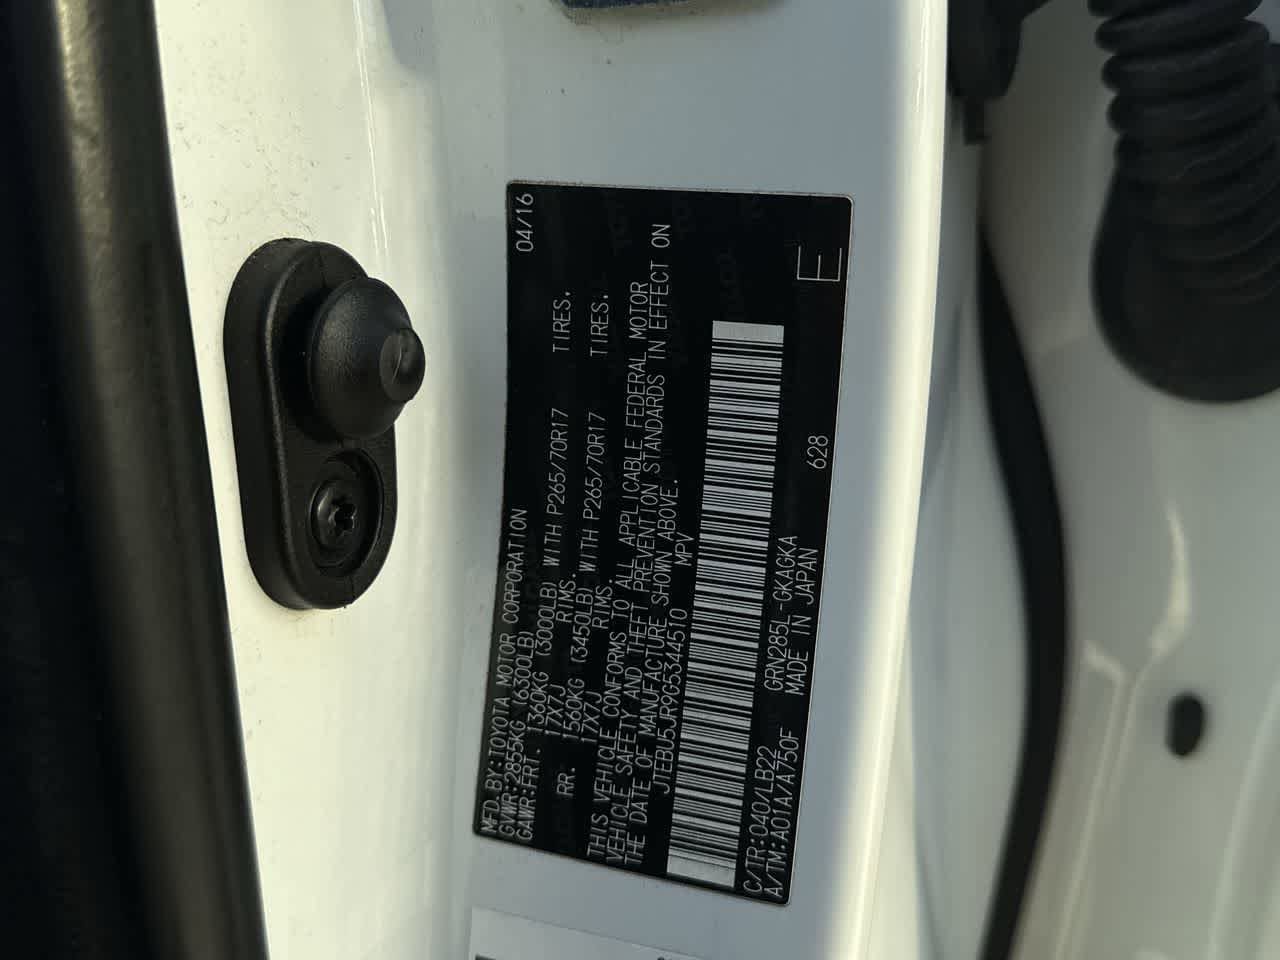 MFD. BY:TOYOTA MOTOR CORPORATION 04/16
GVWR:2855KG (6300LB)
GAWR:FRT. 1360KG (3000LB) WITH P265/70R17 TIRES.
17X7J RIMS.
RR. 1560KG (3450LB) WITH P265/70R17 TIRES.
17X7J RIMS.
THIS VEHICLE CONFORMS TO ALL APPLICABLE FEDERAL MOTOR
VEHICLE SAFETY AND THEFT PREVENTION STANDARDS IN EFFECT ON
THE DATE OF MANUFACTURE SHOWN ABOVE.
JTEBU5JR9G5344510 MPV
C/TR:040/LB22 GRN285L-GKAGKA 628 E
A/TM:A01A/A750F MADE IN JAPAN